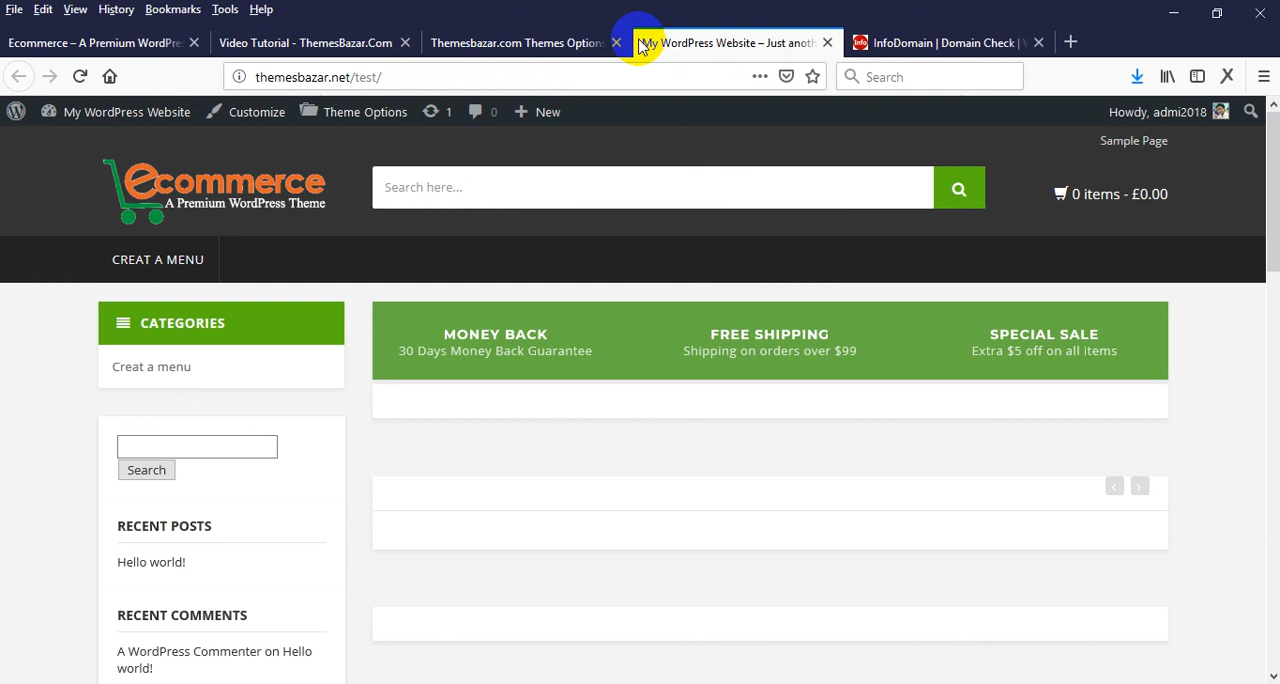 File Edit View History Bookmarks Tools Help
Ecommerce – A Premium WordPre
Video Tutorial - ThemesBazar.Com
Themesbazar.com Themes Options
My WordPress Website – Just anoth
Info InfoDomain | Domain Check |
themesbazar.net/test/
Search
My WordPress Website Customize Theme Options 1 0 New
Howdy, admi2018
Sample Page
ecommerce
A Premium WordPress Theme
Search here...
0 items - £0.00
CREAT A MENU
CATEGORIES
Creat a menu
MONEY BACK
30 Days Money Back Guarantee
FREE SHIPPING
Shipping on orders over $99
SPECIAL SALE
Extra $5 off on all items
Search
RECENT POSTS
Hello world!
RECENT COMMENTS
A WordPress Commenter on Hello
world!